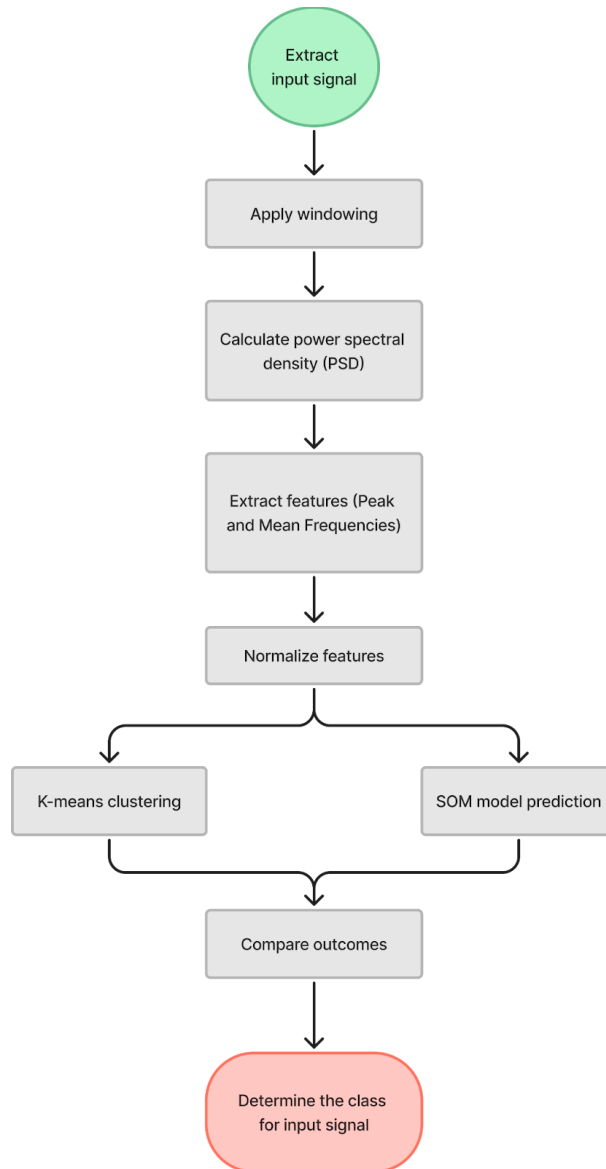 Extract
input signal
Apply windowing
Calculate power spectral
density (PSD)
Extract features (Peak
and Mean Frequencies)
Normalize features
K-means clustering
SOM model prediction
Compare outcomes
Determine the class
for input signal